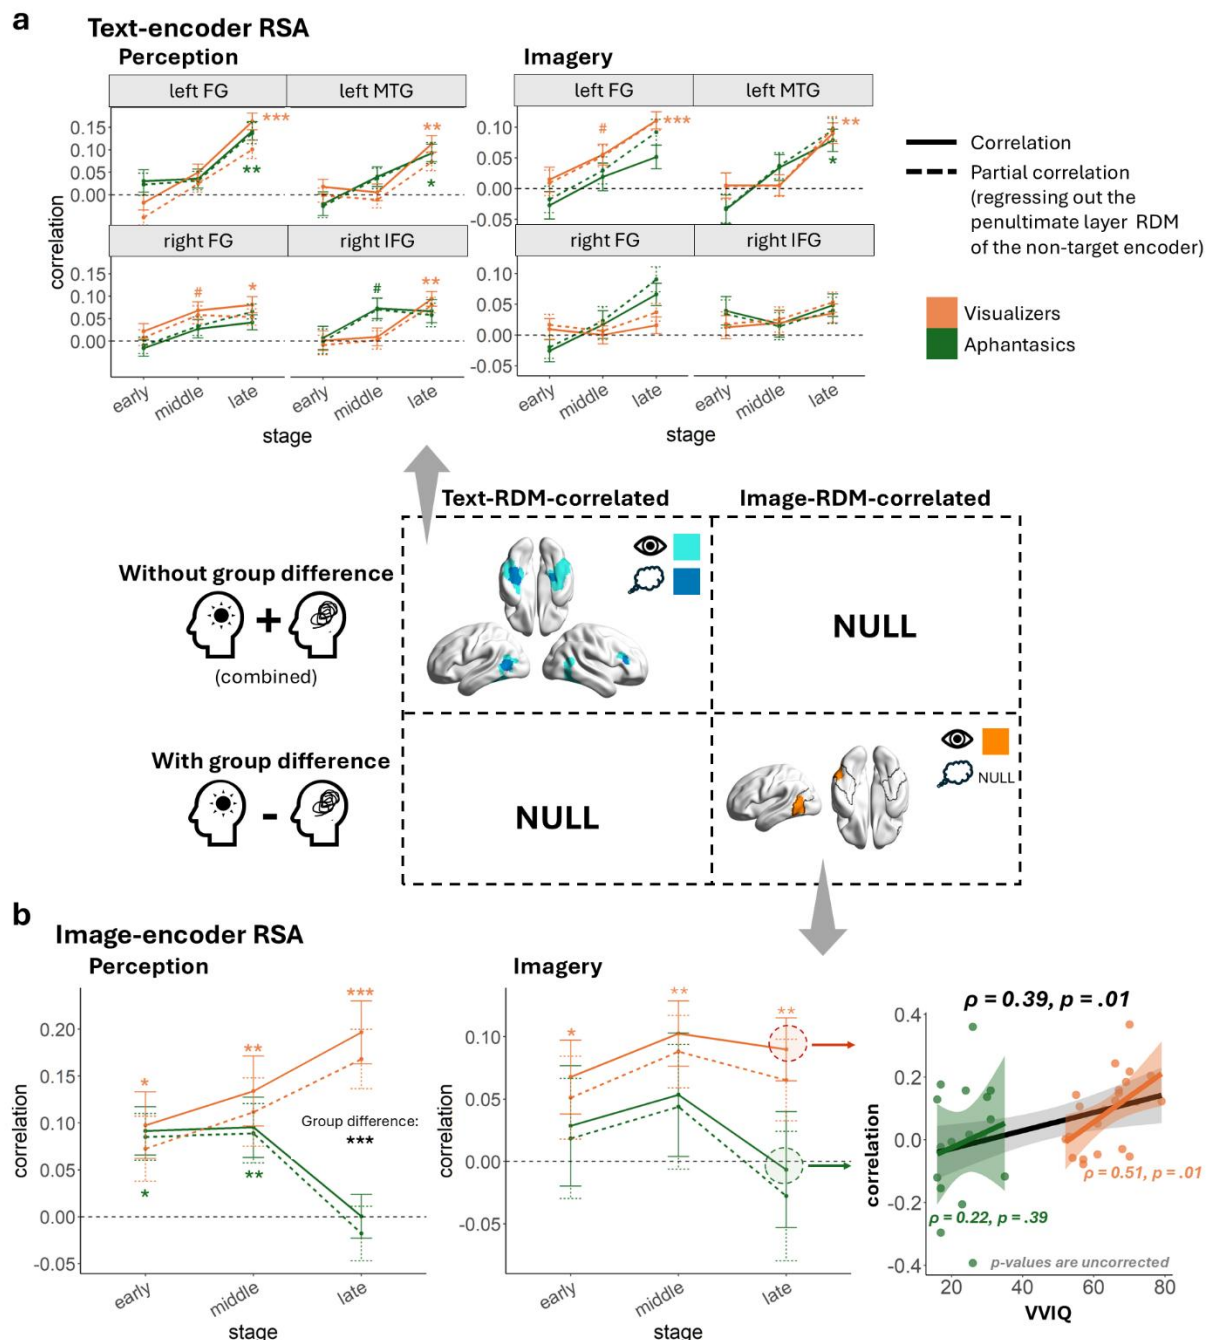 a
Text-encoder RSA
Perception
Imagery
left FG
left MTG
left FG
left MTG
***
**
**
*
#
***
**
*
0.15
0.10
0.05
0.00
0.10
0.05
0.00
-0.05
Correlation
Partial correlation
(regressing out the
penultimate layer RDM
of the non-target encoder)
right FG
right IFG
right FG
right IFG
#
*
#
**
correlation
0.15
0.10
0.05
0.00
0.10
0.05
0.00
-0.05
Visualizers
Aphantasics
early
middle
late
early
middle
late
early
middle
late
early
middle
late
stage
stage
Text-RDM-correlated
Image-RDM-correlated
Without group difference
+
(combined)
NULL
With group difference
-
NULL
NULL
b
Image-encoder RSA
Perception
Imagery
***
**
*
Group difference:
***
*
**
0.20
0.15
0.10
0.05
0.00
-0.05
correlation
early
middle
late
stage
*
**
**
0.10
0.05
0.00
-0.05
correlation
early
middle
late
stage
ρ = 0.39, p = .01
0.4
0.2
0.0
-0.2
-0.4
correlation
ρ = 0.51, p = .01
ρ = 0.22, p = .39
p-values are uncorrected
20
40
60
80
VVIQ